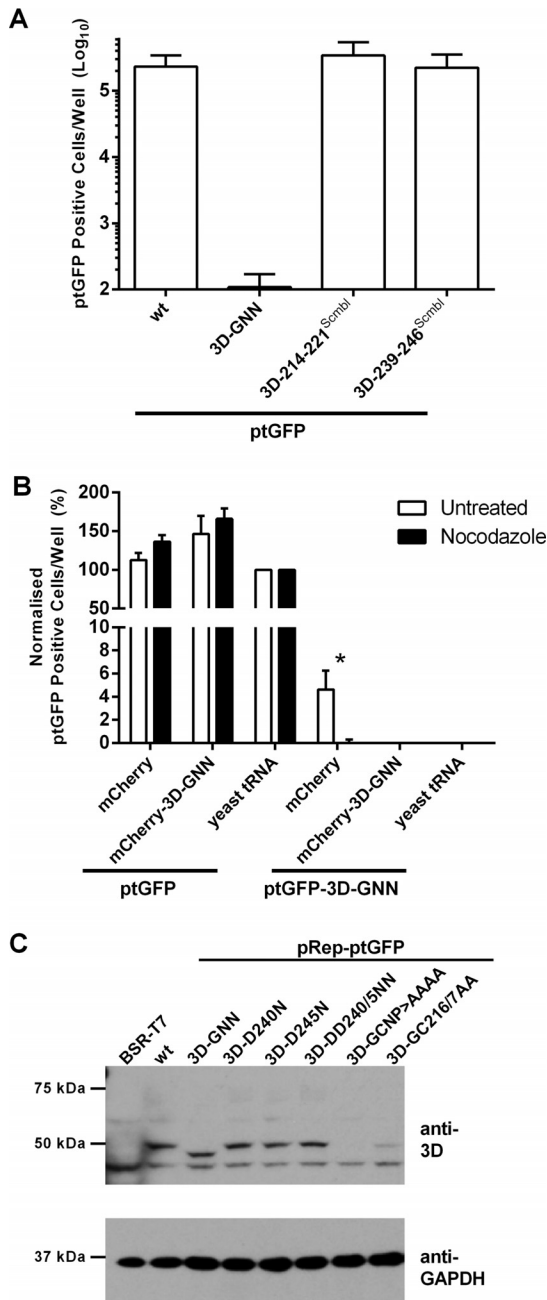 A
ptGFP Positive Cells/Well (Log10)
5
4
3
2
wt
3D-GNN
3D-214-221Scmbl
3D-239-246Scmbl
ptGFP
B
Normalised
ptGFP Positive Cells/Well (%)
200
150
100
50
10
8
6
4
2
0
*
Untreated
Nocodazole
mCherry
mCherry-3D-GNN
yeast tRNA
mCherry
mCherry-3D-GNN
yeast tRNA
ptGFP
ptGFP-3D-GNN
C
pRep-ptGFP
BSR-T7
wt
3D-GNN
3D-D240N
3D-D245N
3D-DD240/5NN
3D-GCNP>AAAA
3D-GC216/7AA
75 kDa
50 kDa
anti-
3D
37 kDa
anti-
GAPDH